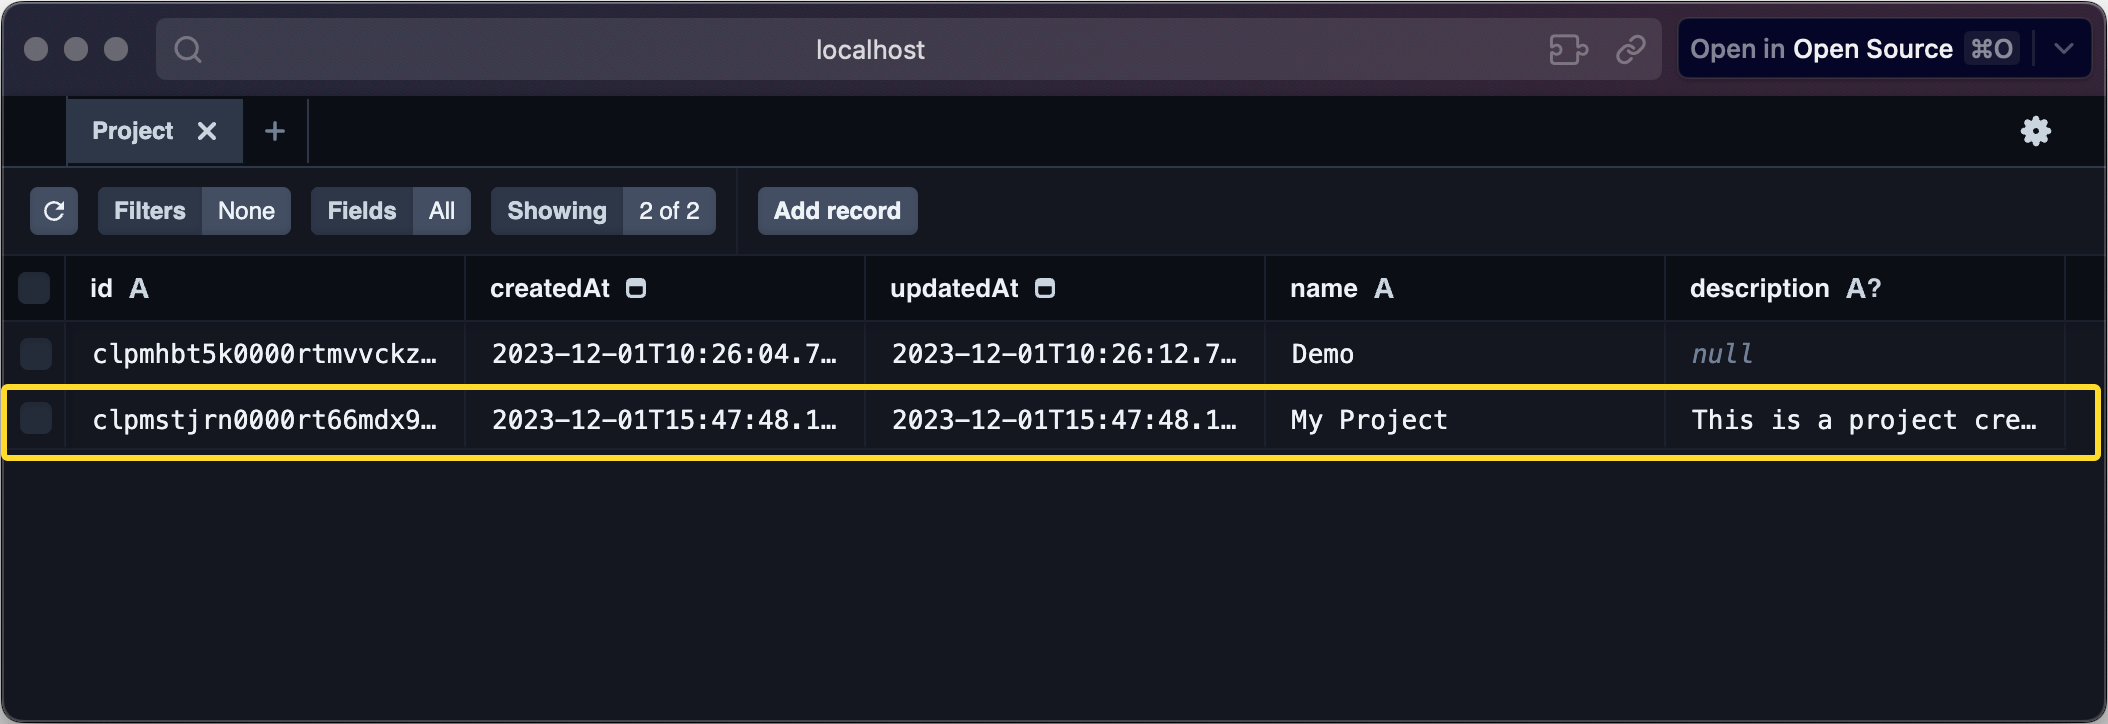 localhost
Open in Open Source ⌘O
Project
Filters None Fields All Showing 2 of 2 Add record
id A createdAt updatedAt name A description A?
clpmhbt5k0000rtmvvckz… 2023-12-01T10:26:04.7… 2023-12-01T10:26:12.7… Demo null
clpmstjrn0000rt66mdx9… 2023-12-01T15:47:48.1… 2023-12-01T15:47:48.1… My Project This is a project cre…